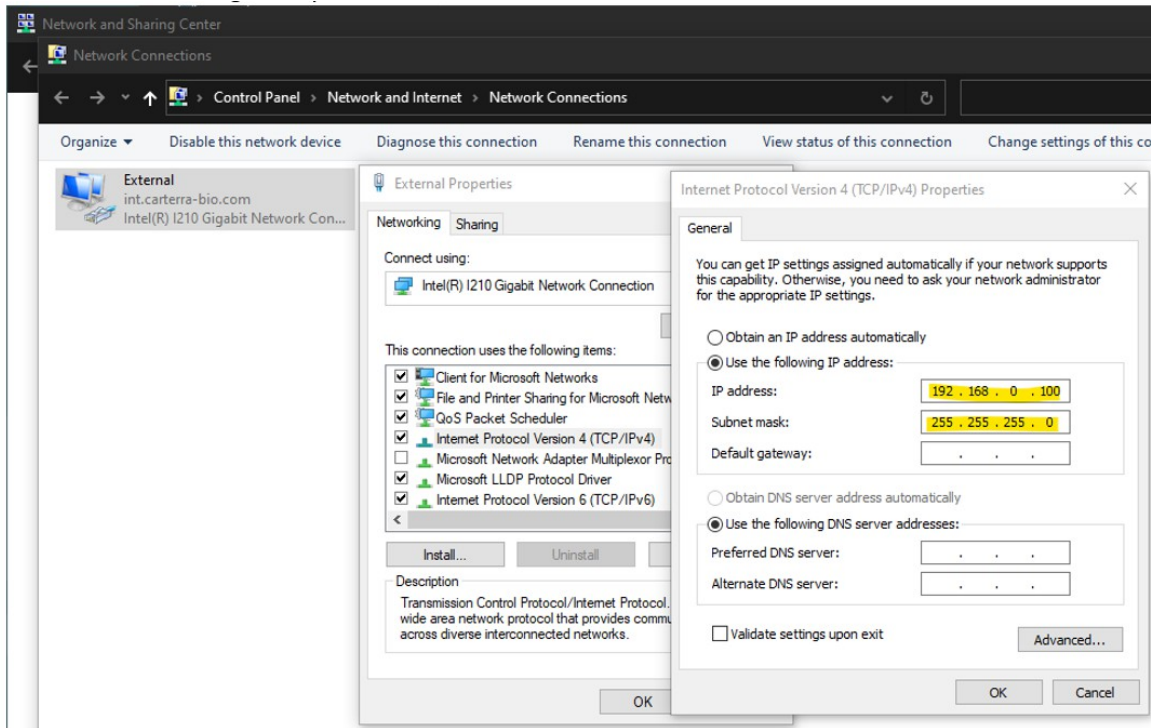 Network and Sharing Center
Network Connections
Control Panel > Network and Internet > Network Connections
Organize Disable this network device Diagnose this connection Rename this connection View status of this connection Change settings of this co
External
int.carterra-bio.com
Intel(R) I210 Gigabit Network Con...
External Properties
Networking Sharing
Connect using:
Intel(R) I210 Gigabit Network Connection
This connection uses the following items:
Client for Microsoft Networks
File and Printer Sharing for Microsoft Netw
QoS Packet Scheduler
Internet Protocol Version 4 (TCP/IPv4)
Microsoft Network Adapter Multiplexor Pro
Microsoft LLDP Protocol Driver
Internet Protocol Version 6 (TCP/IPv6)
Install... Uninstall
Description
Transmission Control Protocol/Internet Protocol.
wide area network protocol that provides commu
across diverse interconnected networks.
OK
Internet Protocol Version 4 (TCP/IPv4) Properties
General
You can get IP settings assigned automatically if your network supports
this capability. Otherwise, you need to ask your network administrator
for the appropriate IP settings.
Obtain an IP address automatically
Use the following IP address:
IP address: 192 . 168 . 0 . 100
Subnet mask: 255 . 255 . 255 . 0
Default gateway: . . .
Obtain DNS server address automatically
Use the following DNS server addresses:
Preferred DNS server: . . .
Alternate DNS server: . . .
Validate settings upon exit
Advanced...
OK Cancel